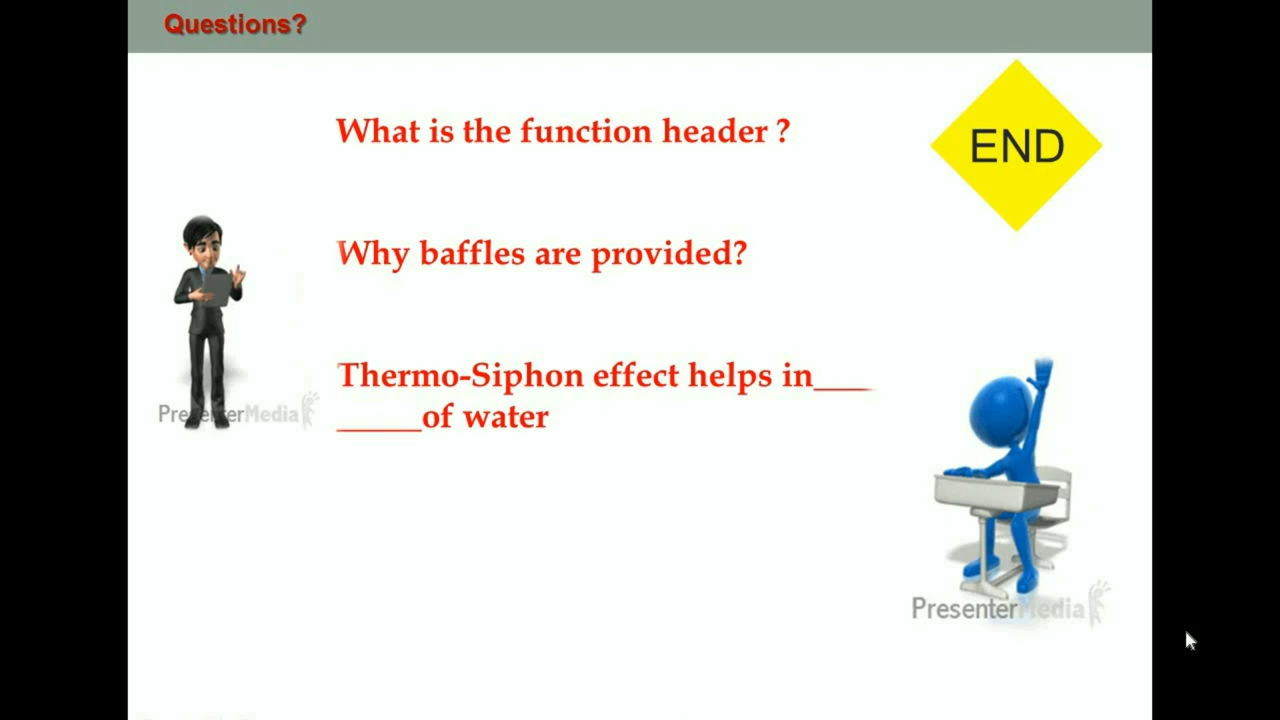 Questions?
What is the function header ?
END
Why baffles are provided?
PresenterMedia
Thermo-Siphon effect helps in____
_____of water
PresenterMedia